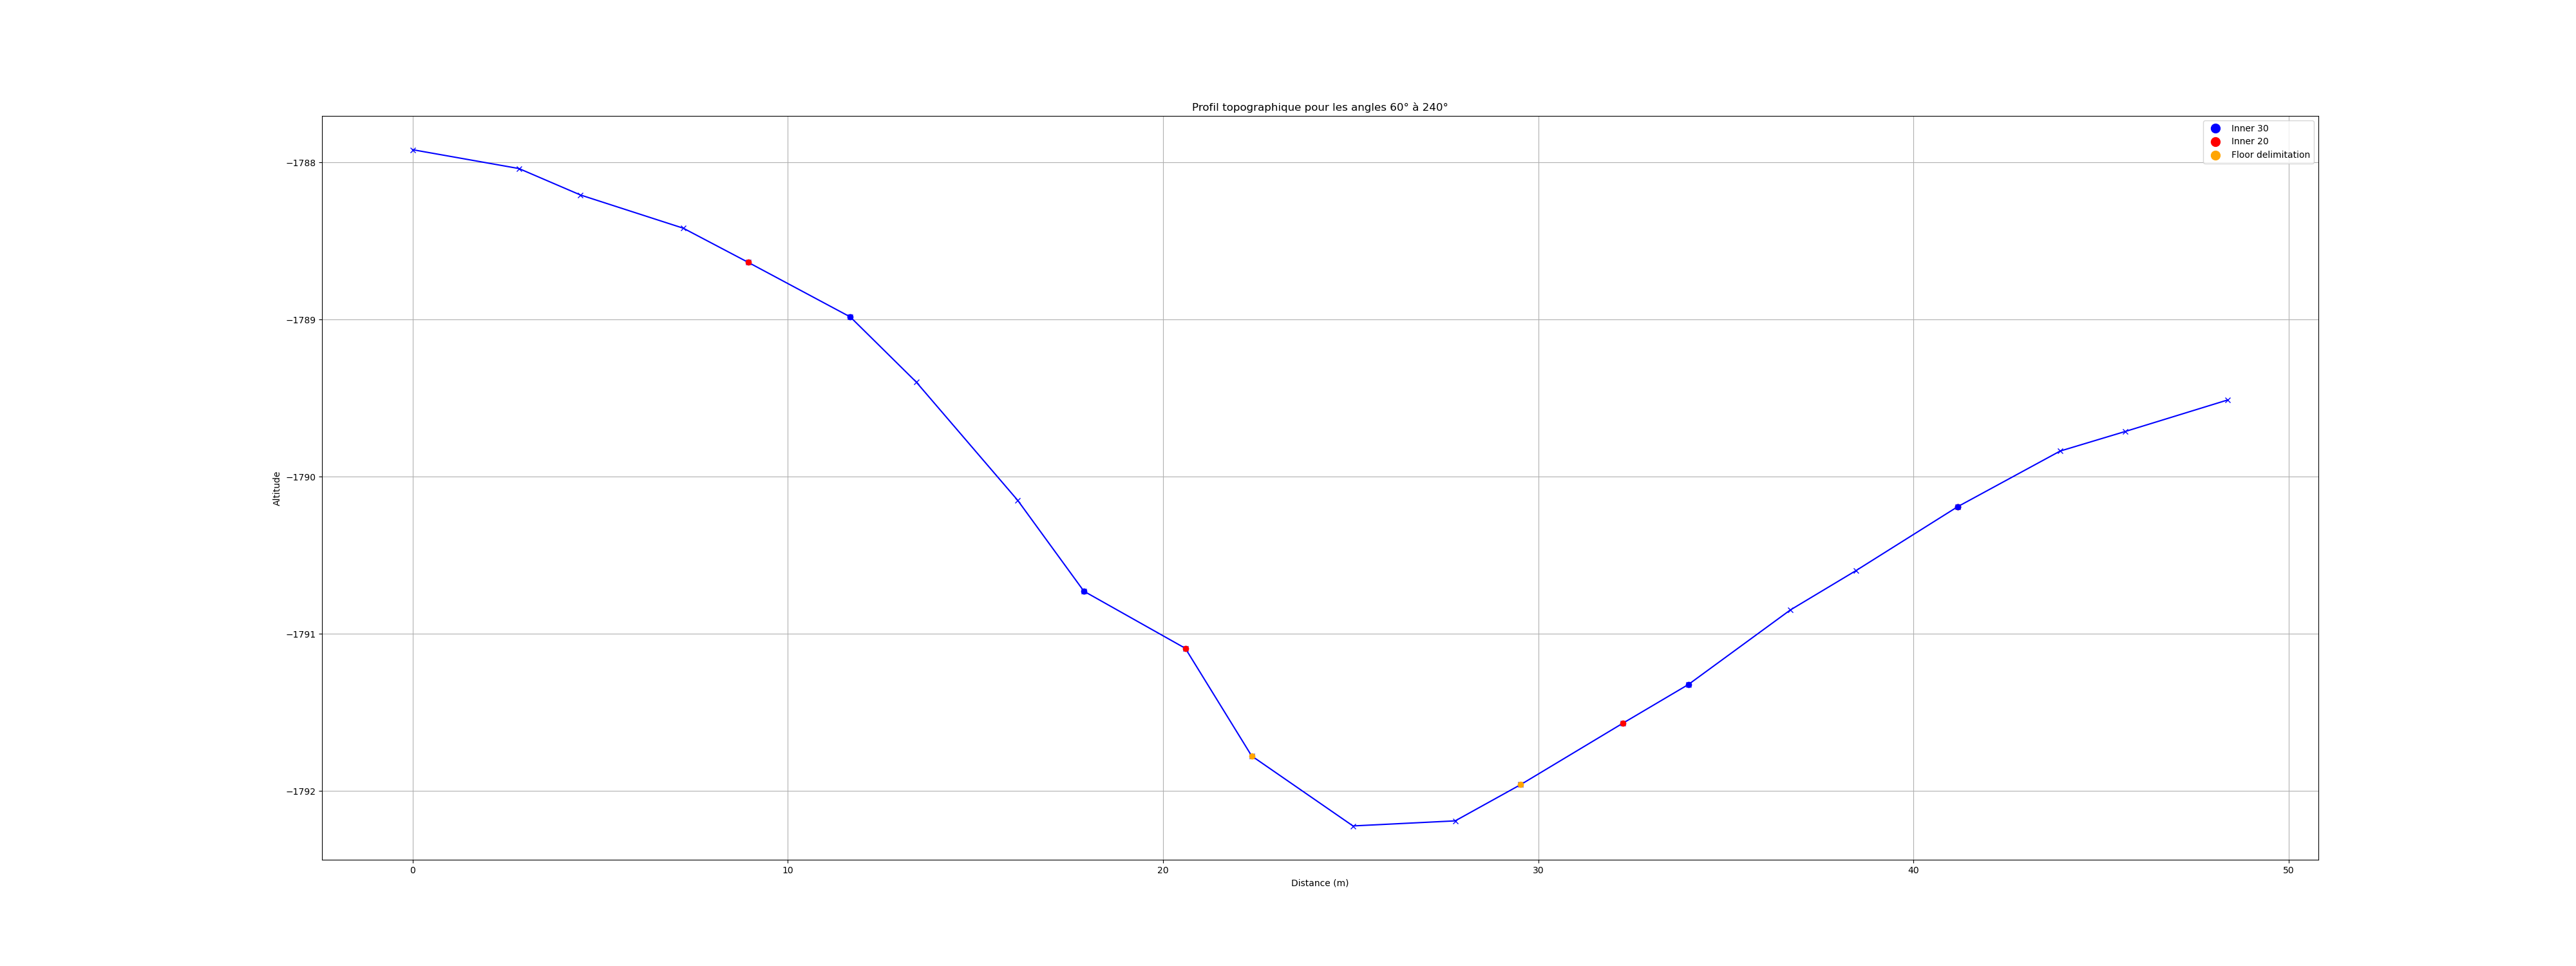 Profil topographique pour les angles 60° à 240°
Inner 30
Inner 20
Floor delimitation
−1788
−1789
−1790
−1791
−1792
Altitude
0 10 20 30 40 50
Distance (m)